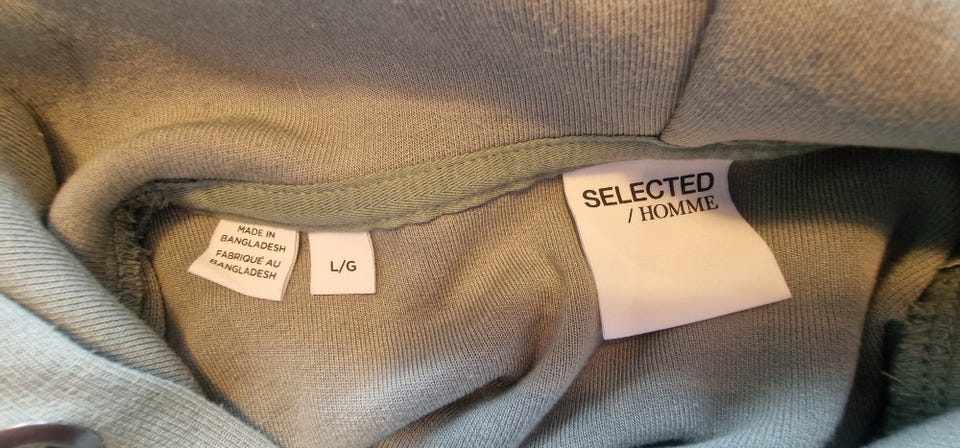 MADE IN
BANGLADESH
FABRIQUÉ AU
BANGLADESH
L/G
SELECTED
/ HOMME